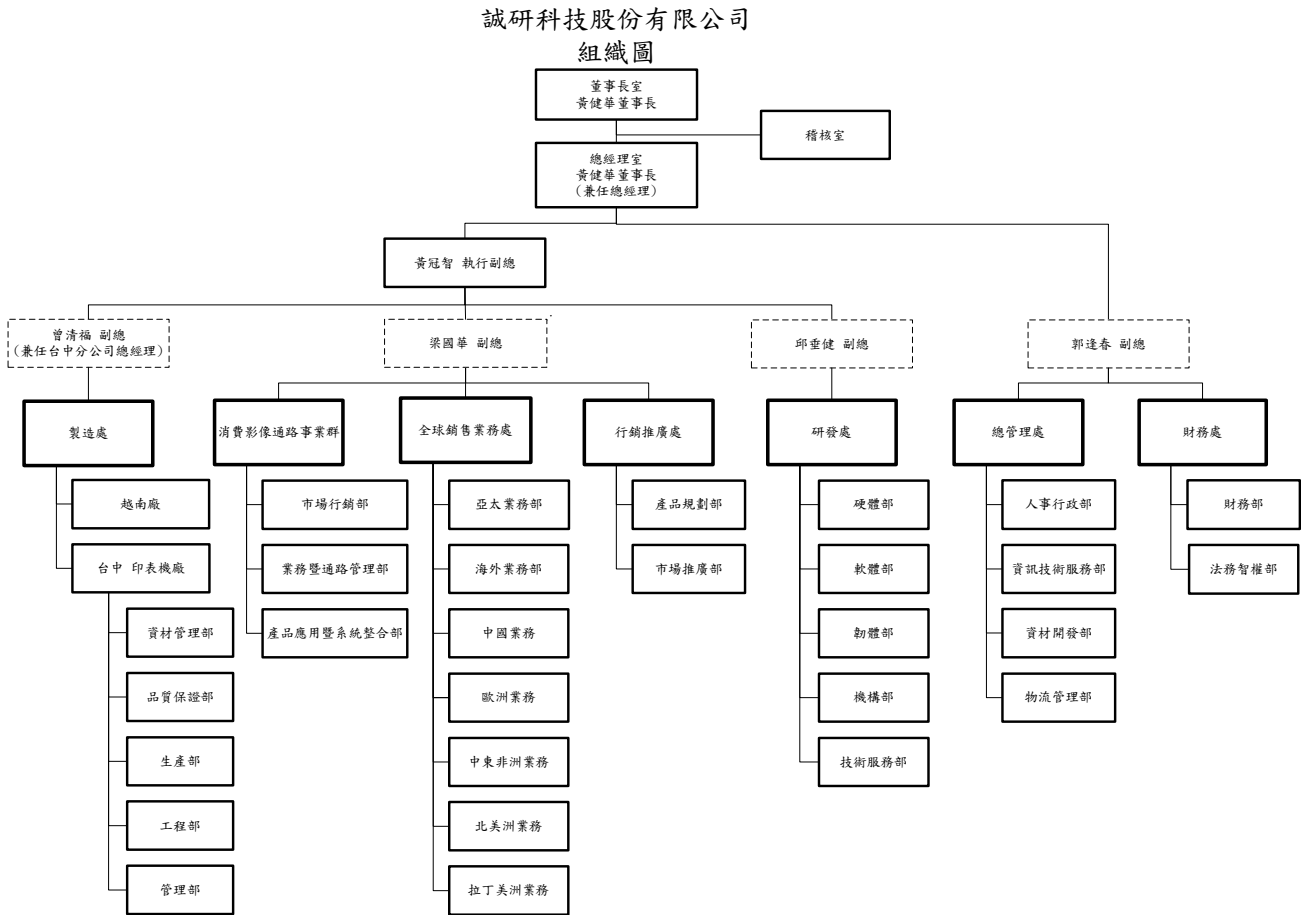 誠研科技股份有限公司
組織圖
董事長室
黃健華董事長
稽核室
總經理室
黃健華董事長
(兼任總經理)
黃冠智 執行副總
曾清福 副總
(兼任台中分公司總經理)
梁國華 副總
邱垂健 副總
郭逢春 副總
製造處
消費影像通路事業群
全球銷售業務處
行銷推廣處
研發處
總管理處
財務處
越南廠
市場行銷部
亞太業務部
產品規劃部
硬體部
人事行政部
財務部
台中 印表機廠
業務暨通路管理部
海外業務部
市場推廣部
軟體部
資訊技術服務部
法務智權部
資材管理部
產品應用暨系統整合部
中國業務
韌體部
資材開發部
品質保證部
歐洲業務
機構部
物流管理部
生產部
中東非洲業務
技術服務部
工程部
北美洲業務
管理部
拉丁美洲業務